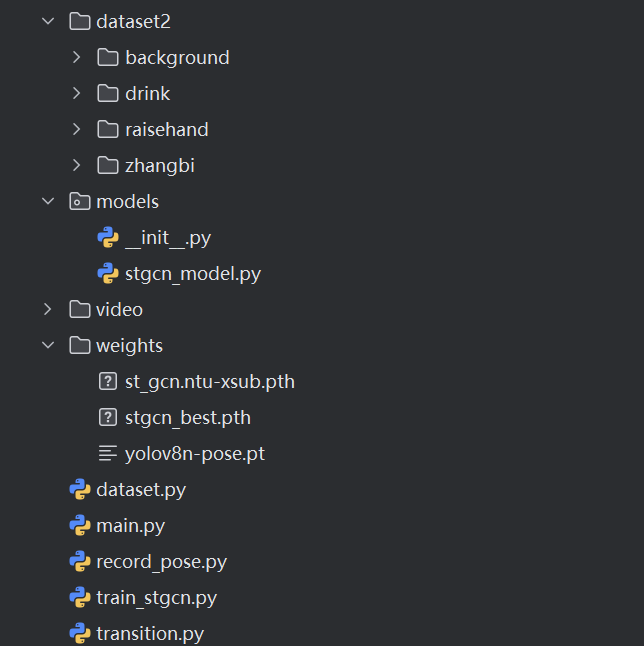 dataset2
background
drink
raisehand
zhangbi
models
__init__.py
stgcn_model.py
video
weights
st_gcn.ntu-xsub.pth
stgcn_best.pth
yolov8n-pose.pt
dataset.py
main.py
record_pose.py
train_stgcn.py
transition.py